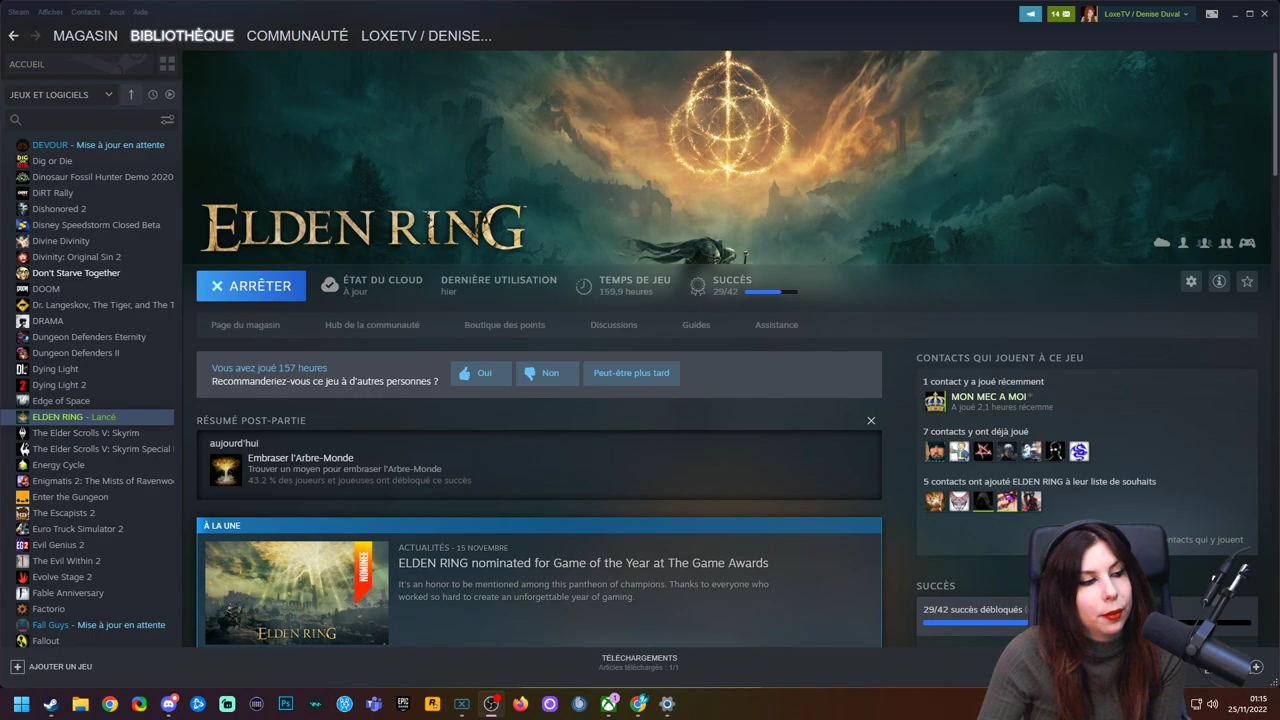 Steam Afficher Contacts Jeux Aide
14
LoxeTV / Denise Duval
MAGASIN BIBLIOTHÈQUE COMMUNAUTÉ LOXETV / DENISE...
ACCUEIL
JEUX ET LOGICIELS
DEVOUR - Mise à jour en attente
Dig or Die
Dinosaur Fossil Hunter Demo 2020
DiRT Rally
Dishonored 2
Disney Speedstorm Closed Beta
Divine Divinity
Divinity: Original Sin 2
Don't Starve Together
DOOM
Dr. Langeskov, The Tiger, and the T
DRAMA
Dungeon Defenders Eternity
Dungeon Defenders II
Dying Light
Dying Light 2
Edge of Space
ELDEN RING - Lancé
The Elder Scrolls V: Skyrim
The Elder Scrolls V: Skyrim Special
Energy Cycle
Enigmatis 2: The Mists of Ravenwo
Enter the Gungeon
The Escapists 2
Euro Truck Simulator 2
Evil Genius 2
The Evil Within 2
Evolve Stage 2
Fable Anniversary
Factorio
Fall Guys - Mise à jour en attente
Fallout
AJOUTER UN JEU
ELDEN RING
ARRÊTER
ÉTAT DU CLOUD
À jour
DERNIÈRE UTILISATION
hier
TEMPS DE JEU
159,9 heures
SUCCÈS
29/42
Page du magasin Hub de la communauté Boutique des points Discussions Guides Assistance
Vous avez joué 157 heures
Recommanderiez-vous ce jeu à d'autres personnes ?
Oui Non Peut-être plus tard
RÉSUMÉ POST-PARTIE
aujourd'hui
Embraser l'Arbre-Monde
Trouver un moyen pour embraser l'Arbre-Monde
43.2 % des joueurs et joueuses ont débloqué ce succès
À LA UNE
NOMINEE
ELDEN RING
ACTUALITÉS - 15 NOVEMBRE
ELDEN RING nominated for Game of the Year at The Game Awards
It's an honor to be mentioned among this pantheon of champions. Thanks to everyone who
worked so hard to create an unforgettable year of gaming.
CONTACTS QUI JOUENT À CE JEU
1 contact y a joué récemment
MON MEC A MOI
A joué 2,1 heures récemme
7 contacts y ont déjà joué
5 contacts ont ajouté ELDEN RING à leur liste de souhaits
ntacts qui y jouent
SUCCÈS
29/42 succès débloqués
TÉLÉCHARGEMENTS
Articles téléchargés : 1/1
01:15
25/11/2022